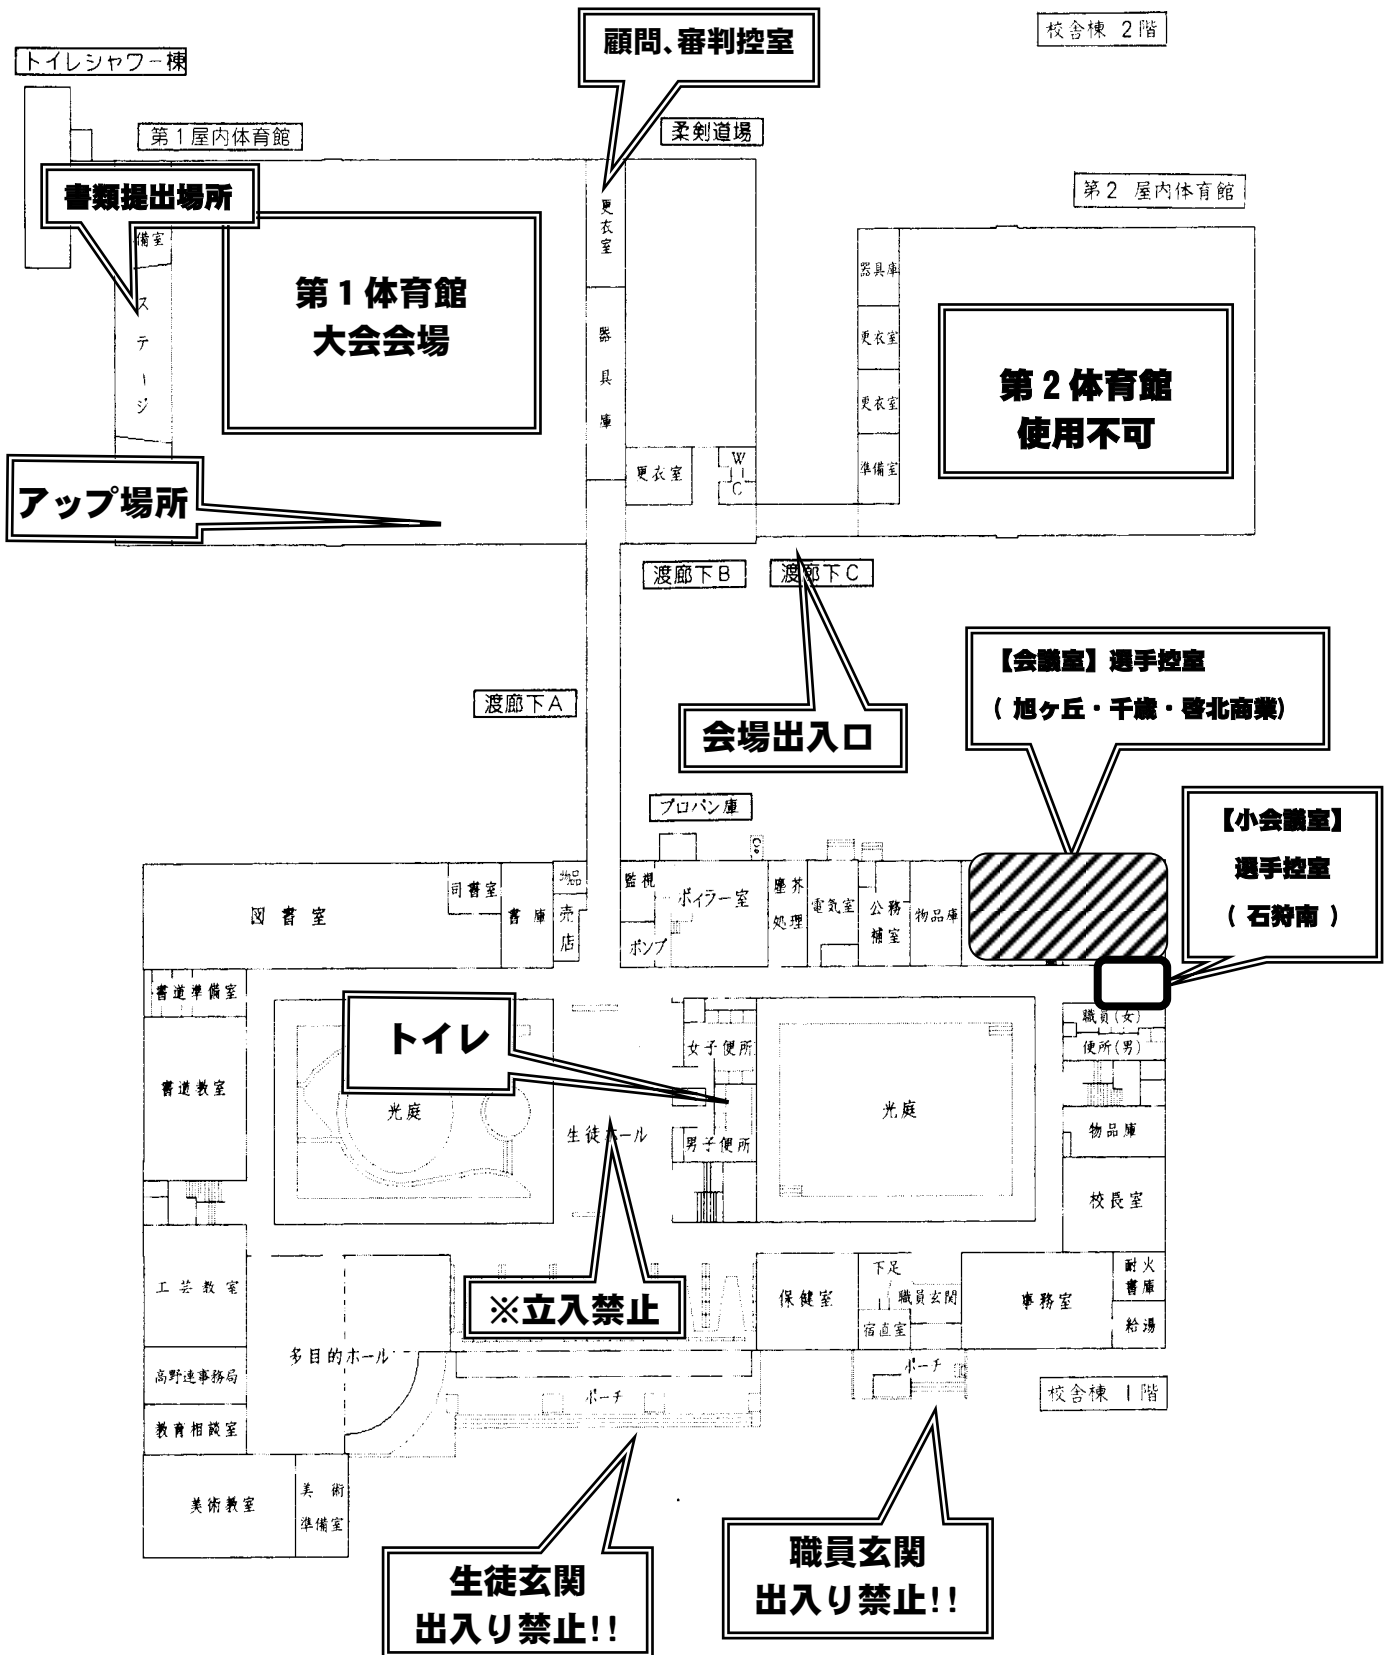 校舎棟 2階
顧問、審判控室
トイレシャワー棟
第1屋内体育館
柔剣道場
第2 屋内体育館
書類提出場所
備室
ステージ
第1体育館
大会会場
更衣室
器具庫
更衣室
W
C
器具庫
更衣室
更衣室
準備室
第2体育館
使用不可
アップ場所
渡廊下B
渡廊下C
渡廊下A
会場出入口
【会議室】選手控室
( 旭ヶ丘・千歳・啓北商業)
【小会議室】
選手控室
( 石狩南 )
プロパン庫
図書室
司書室
書庫
物品
売店
監視
ポンプ
ボイラー室
塵芥
処理
電気室
公務
補室
物品庫
書道準備室
書道教室
トイレ
光庭
生徒ホール
女子便所
男子便所
光庭
職員(女)
便所(男)
物品庫
校長室
工芸教室
※立入禁止
保健室
下足
職員玄関
宿直室
事務室
耐火
書庫
給湯
多目的ホール
高野連事務局
教育相談室
ポーチ
ポーチ
校舎棟 1階
美術教室
美術
準備室
生徒玄関
出入り禁止!!
職員玄関
出入り禁止!!